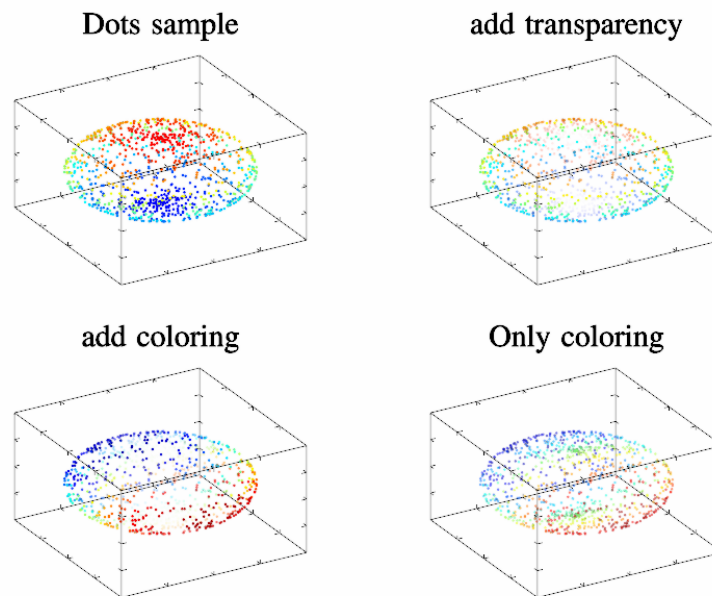 Dots sample
add transparency
add coloring
Only coloring